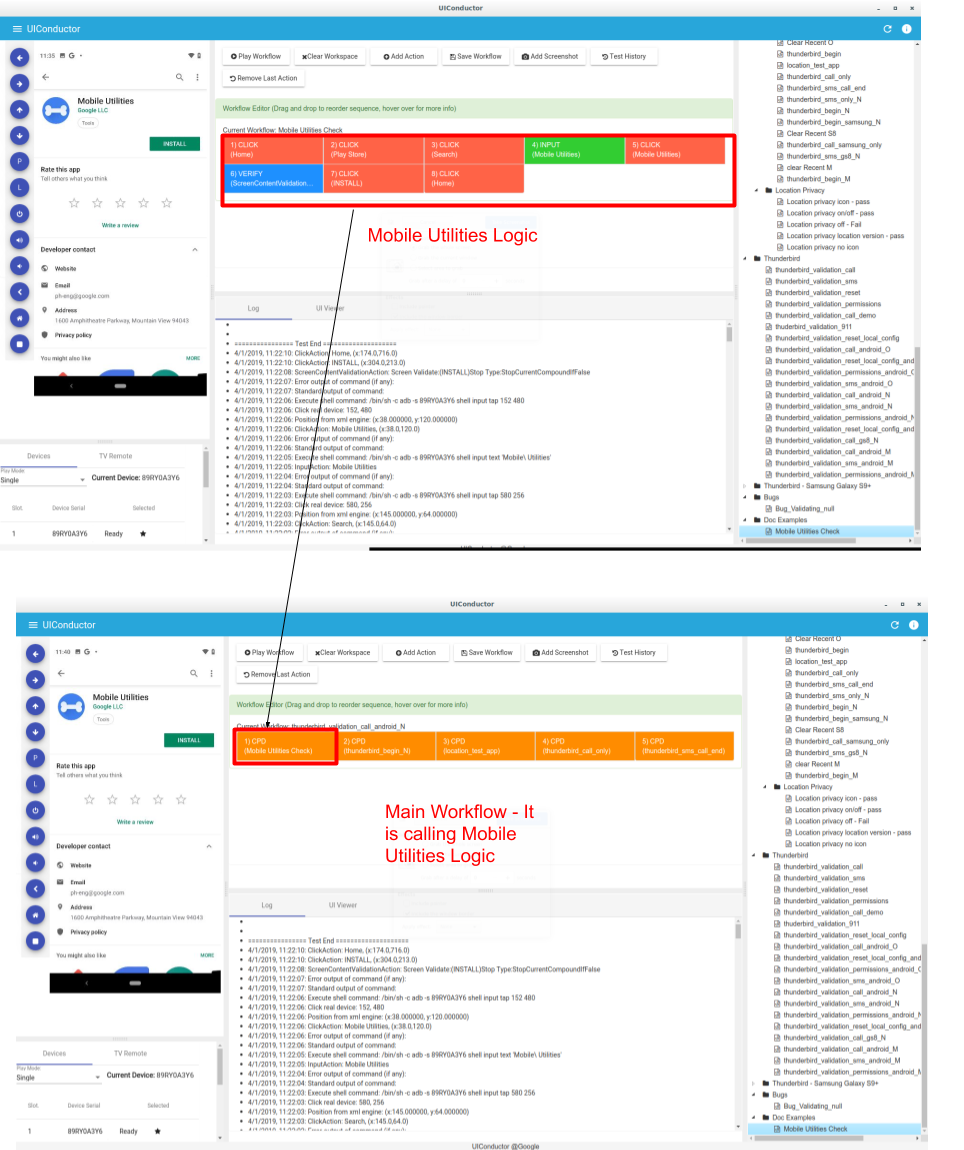 UIConductor
UIConductor
11:35
Mobile Utilities
Google LLC
Tools
INSTALL
Rate this app
Tell others what you think
Write a review
Developer contact
Website
Email
ph-eng@google.com
Address
1600 Amphitheatre Parkway, Mountain View 94043
Privacy policy
You might also like MORE
P
L
Devices TV Remote
Play Mode:
Single Current Device: 89RY0A3Y6
Slot: Device Serial Selected
1 89RY0A3Y6 Ready
Play Workflow Clear Workspace Add Action Save Workflow Add Screenshot Test History
Remove Last Action
Workflow Editor (Drag and drop to reorder sequence, hover over for more info)
Current Workflow: Mobile Utilities Check
1) CLICK (Home)
2) CLICK (Play Store)
3) CLICK (Search)
4) INPUT (Mobile Utilities)
5) CLICK (Mobile Utilities)
6) VERIFY (ScreenContentValidation...
7) CLICK (INSTALL)
8) CLICK (Home)
Mobile Utilities Logic
Log UI Viewer
================ Test End ====================
4/1/2019, 11:22:10: ClickAction: Home, (x:174.0,716.0)
4/1/2019, 11:22:10: ClickAction: INSTALL, (x:304.0,213.0)
4/1/2019, 11:22:08: ScreenContentValidationAction: Screen Validate:(INSTALL)Stop Type:StopCurrentCompoundIfFalse
4/1/2019, 11:22:07: Error output of command (if any):
4/1/2019, 11:22:07: Standard output of command:
4/1/2019, 11:22:06: Execute shell command: /bin/sh -c adb -s 89RY0A3Y6 shell input tap 152 480
4/1/2019, 11:22:06: Click real device: 152, 480
4/1/2019, 11:22:06: Position from xml engine: (x:38.000000, y:120.000000)
4/1/2019, 11:22:06: ClickAction: Mobile Utilities, (x:38.0,120.0)
4/1/2019, 11:22:06: Error output of command (if any):
4/1/2019, 11:22:06: Standard output of command:
4/1/2019, 11:22:05: Execute shell command: /bin/sh -c adb -s 89RY0A3Y6 shell input text 'Mobile\ Utilities'
4/1/2019, 11:22:05: InputAction: Mobile Utilities
4/1/2019, 11:22:04: Error output of command (if any):
4/1/2019, 11:22:04: Standard output of command:
4/1/2019, 11:22:03: Execute shell command: /bin/sh -c adb -s 89RY0A3Y6 shell input tap 580 256
4/1/2019, 11:22:03: Click real device: 580, 256
4/1/2019, 11:22:03: Position from xml engine: (x:145.000000, y:64.000000)
4/1/2019, 11:22:03: ClickAction: Search, (x:145.0,64.0)
Clear Recent O
thunderbird_begin
location_test_app
thunderbird_call_only
thunderbird_sms_call_end
thunderbird_sms_only_N
thunderbird_begin_N
thunderbird_begin_samsung_N
Clear Recent S8
thunderbird_call_samsung_only
thunderbird_sms_gs8_N
clear Recent M
thunderbird_begin_M
Location Privacy
Location privacy icon - pass
Location privacy on/off - pass
Location privacy off - Fail
Location privacy location version - pass
Location privacy no icon
Thunderbird
thunderbird_validation_call
thunderbird_validation_sms
thunderbird_validation_reset
thunderbird_validation_permissions
thunderbird_validation_call_demo
thuderbird_validation_911
thunderbird_validation_reset_local_config
thunderbird_validation_call_android_O
thunderbird_validation_reset_local_config_and
thunderbird_validation_permissions_android_O
thunderbird_validation_sms_android_O
thunderbird_validation_call_android_N
thunderbird_validation_sms_android_N
thunderbird_validation_permissions_android_N
thunderbird_validation_reset_local_config_and
thunderbird_validation_call_gs8_N
thunderbird_validation_call_android_M
thunderbird_validation_sms_android_M
thunderbird_validation_permissions_android_M
Thunderbird - Samsung Galaxy S9+
Bugs
Bug_Validating_null
Doc Examples
Mobile Utilities Check
UIConductor
UIConductor
11:40
Mobile Utilities
Google LLC
Tools
INSTALL
Rate this app
Tell others what you think
Write a review
Developer contact
Website
Email
ph-eng@google.com
Address
1600 Amphitheatre Parkway, Mountain View 94043
Privacy policy
You might also like MORE
P
L
Devices TV Remote
Play Mode:
Single Current Device: 89RY0A3Y6
Slot: Device Serial Selected
1 89RY0A3Y6 Ready
Play Workflow Clear Workspace Add Action Save Workflow Add Screenshot Test History
Remove Last Action
Workflow Editor (Drag and drop to reorder sequence, hover over for more info)
Current Workflow: thunderbird_validation_call_android_N
1) CPD (Mobile Utilities Check)
2) CPD (thunderbird_begin_N)
3) CPD (location_test_app)
4) CPD (thunderbird_call_only)
5) CPD (thunderbird_sms_call_end)
Main Workflow - It
is calling Mobile
Utilities Logic
Log UI Viewer
================ Test End ====================
4/1/2019, 11:22:10: ClickAction: Home, (x:174.0,716.0)
4/1/2019, 11:22:10: ClickAction: INSTALL, (x:304.0,213.0)
4/1/2019, 11:22:08: ScreenContentValidationAction: Screen Validate:(INSTALL)Stop Type:StopCurrentCompoundIfFalse
4/1/2019, 11:22:07: Error output of command (if any):
4/1/2019, 11:22:07: Standard output of command:
4/1/2019, 11:22:06: Execute shell command: /bin/sh -c adb -s 89RY0A3Y6 shell input tap 152 480
4/1/2019, 11:22:06: Click real device: 152, 480
4/1/2019, 11:22:06: Position from xml engine: (x:38.000000, y:120.000000)
4/1/2019, 11:22:06: ClickAction: Mobile Utilities, (x:38.0,120.0)
4/1/2019, 11:22:06: Error output of command (if any):
4/1/2019, 11:22:06: Standard output of command:
4/1/2019, 11:22:05: Execute shell command: /bin/sh -c adb -s 89RY0A3Y6 shell input text 'Mobile\ Utilities'
4/1/2019, 11:22:05: InputAction: Mobile Utilities
4/1/2019, 11:22:04: Error output of command (if any):
4/1/2019, 11:22:04: Standard output of command:
4/1/2019, 11:22:03: Execute shell command: /bin/sh -c adb -s 89RY0A3Y6 shell input tap 580 256
4/1/2019, 11:22:03: Click real device: 580, 256
4/1/2019, 11:22:03: Position from xml engine: (x:145.000000, y:64.000000)
4/1/2019, 11:22:03: ClickAction: Search, (x:145.0,64.0)
Clear Recent O
thunderbird_begin
location_test_app
thunderbird_call_only
thunderbird_sms_call_end
thunderbird_sms_only_N
thunderbird_begin_N
thunderbird_begin_samsung_N
Clear Recent S8
thunderbird_call_samsung_only
thunderbird_sms_gs8_N
clear Recent M
thunderbird_begin_M
Location Privacy
Location privacy icon - pass
Location privacy on/off - pass
Location privacy off - Fail
Location privacy location version - pass
Location privacy no icon
Thunderbird
thunderbird_validation_call
thunderbird_validation_sms
thunderbird_validation_reset
thunderbird_validation_permissions
thunderbird_validation_call_demo
thuderbird_validation_911
thunderbird_validation_reset_local_config
thunderbird_validation_call_android_O
thunderbird_validation_reset_local_config_and
thunderbird_validation_permissions_android_O
thunderbird_validation_sms_android_O
thunderbird_validation_call_android_N
thunderbird_validation_sms_android_N
thunderbird_validation_permissions_android_N
thunderbird_validation_reset_local_config_and
thunderbird_validation_call_gs8_N
thunderbird_validation_call_android_M
thunderbird_validation_sms_android_M
thunderbird_validation_permissions_android_M
Thunderbird - Samsung Galaxy S9+
Bugs
Bug_Validating_null
Doc Examples
Mobile Utilities Check
UIConductor @Google